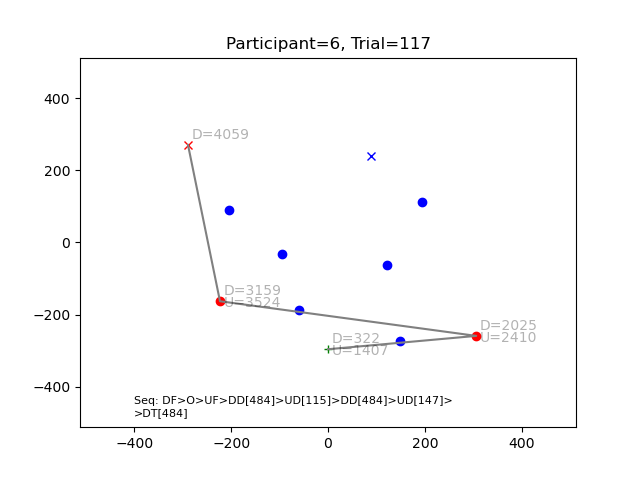 Participant=6, Trial=117
400
200
0
−200
−400
D=4059
D=3159
U=3524
D=322
U=1407
D=2025
U=2410
Seq: DF>O>UF>DD[484]>UD[115]>DD[484]>UD[147]>
>DT[484]
−400
−200
0
200
400